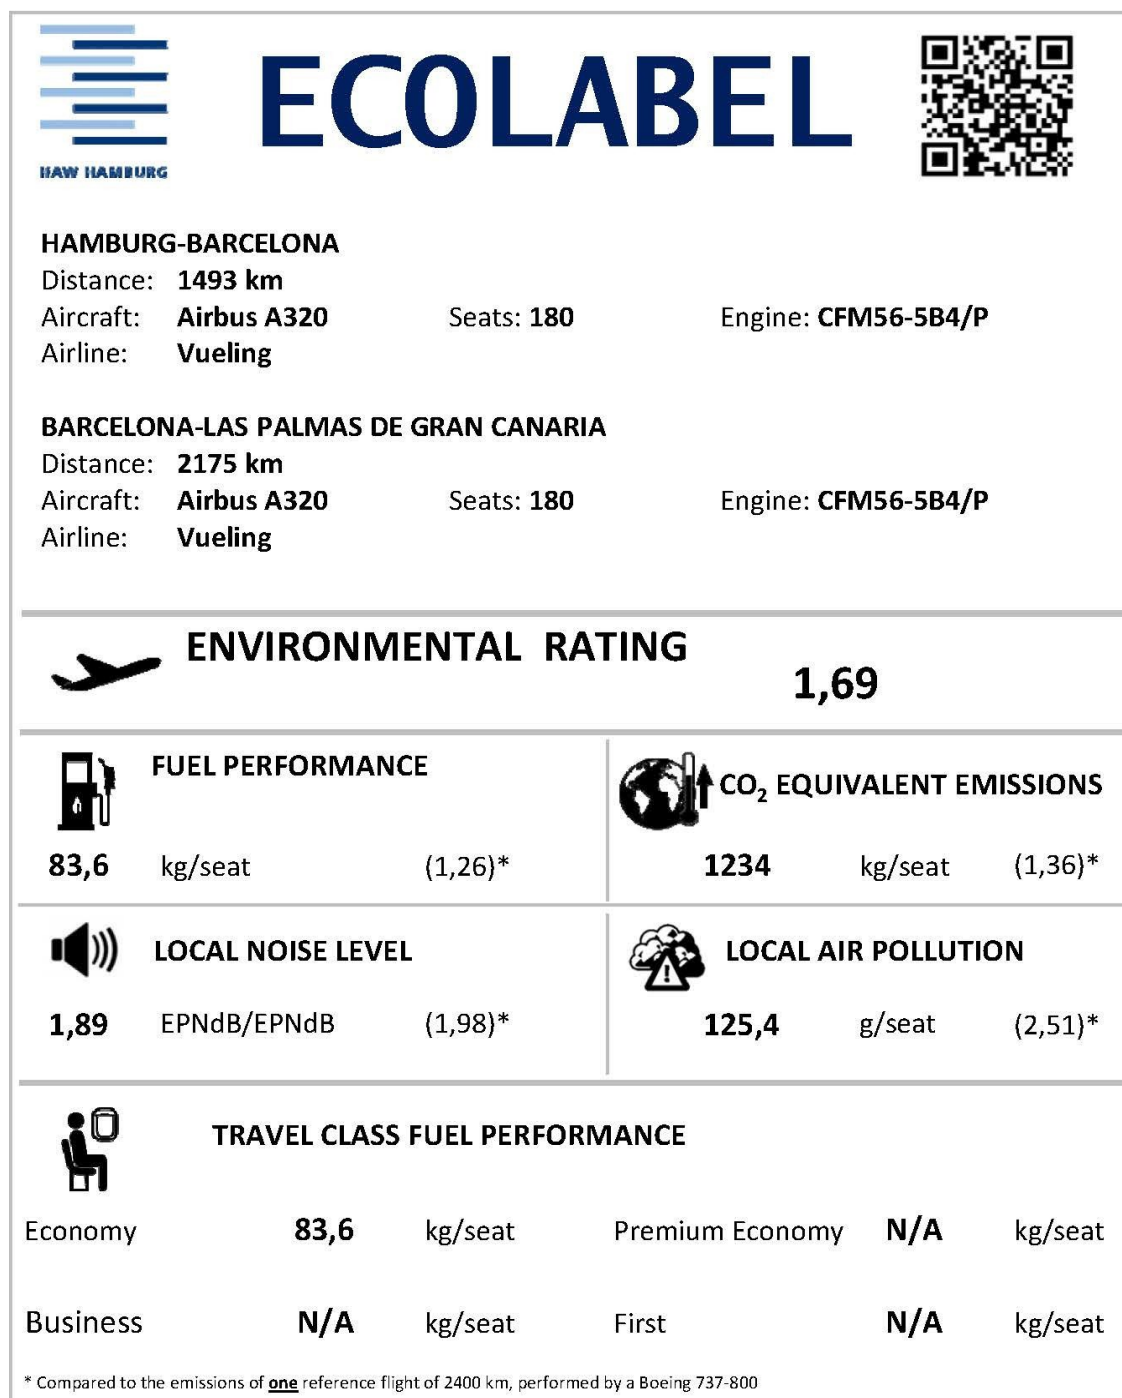 HAW HAMBURG
ECOLABEL
HAMBURG-BARCELONA
Distance: 1493 km
Aircraft: Airbus A320 Seats: 180 Engine: CFM56-5B4/P
Airline: Vueling
BARCELONA-LAS PALMAS DE GRAN CANARIA
Distance: 2175 km
Aircraft: Airbus A320 Seats: 180 Engine: CFM56-5B4/P
Airline: Vueling
ENVIRONMENTAL RATING
1,69
FUEL PERFORMANCE
83,6 kg/seat (1,26)*
CO₂ EQUIVALENT EMISSIONS
1234 kg/seat (1,36)*
LOCAL NOISE LEVEL
1,89 EPNdB/EPNdB (1,98)*
LOCAL AIR POLLUTION
125,4 g/seat (2,51)*
TRAVEL CLASS FUEL PERFORMANCE
Economy 83,6 kg/seat Premium Economy N/A kg/seat
Business N/A kg/seat First N/A kg/seat
* Compared to the emissions of one reference flight of 2400 km, performed by a Boeing 737-800